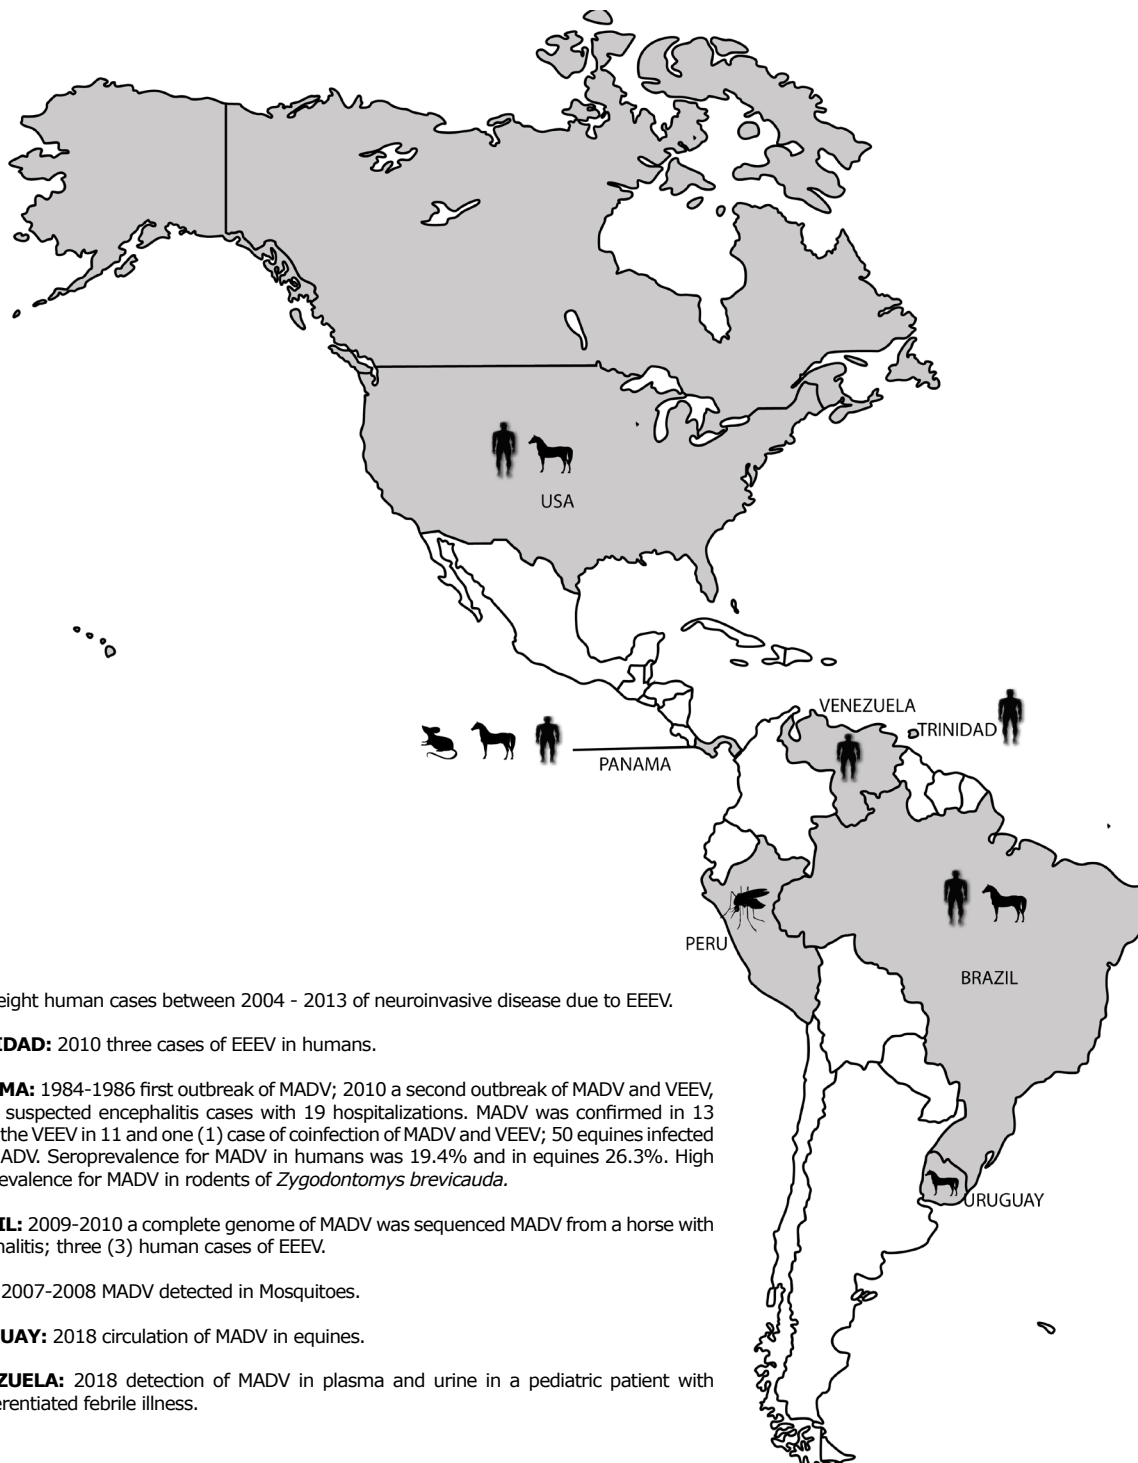 USA
VENEZUELA
TRINIDAD
PANAMA
PERU
BRAZIL
URUGUAY
eight human cases between 2004 - 2013 of neuroinvasive disease due to EEEV.
IDAD: 2010 three cases of EEEV in humans.
MA: 1984-1986 first outbreak of MADV; 2010 a second outbreak of MADV and VEEV,
suspected encephalitis cases with 19 hospitalizations. MADV was confirmed in 13
the VEEV in 11 and one (1) case of coinfection of MADV and VEEV; 50 equines infected
ADV. Seroprevalence for MADV in humans was 19.4% and in equines 26.3%. High
evalence for MADV in rodents of Zygodontomys brevicauda.
IL: 2009-2010 a complete genome of MADV was sequenced MADV from a horse with
halitis; three (3) human cases of EEEV.
2007-2008 MADV detected in Mosquitoes.
UAY: 2018 circulation of MADV in equines.
ZUELA: 2018 detection of MADV in plasma and urine in a pediatric patient with
erentiated febrile illness.